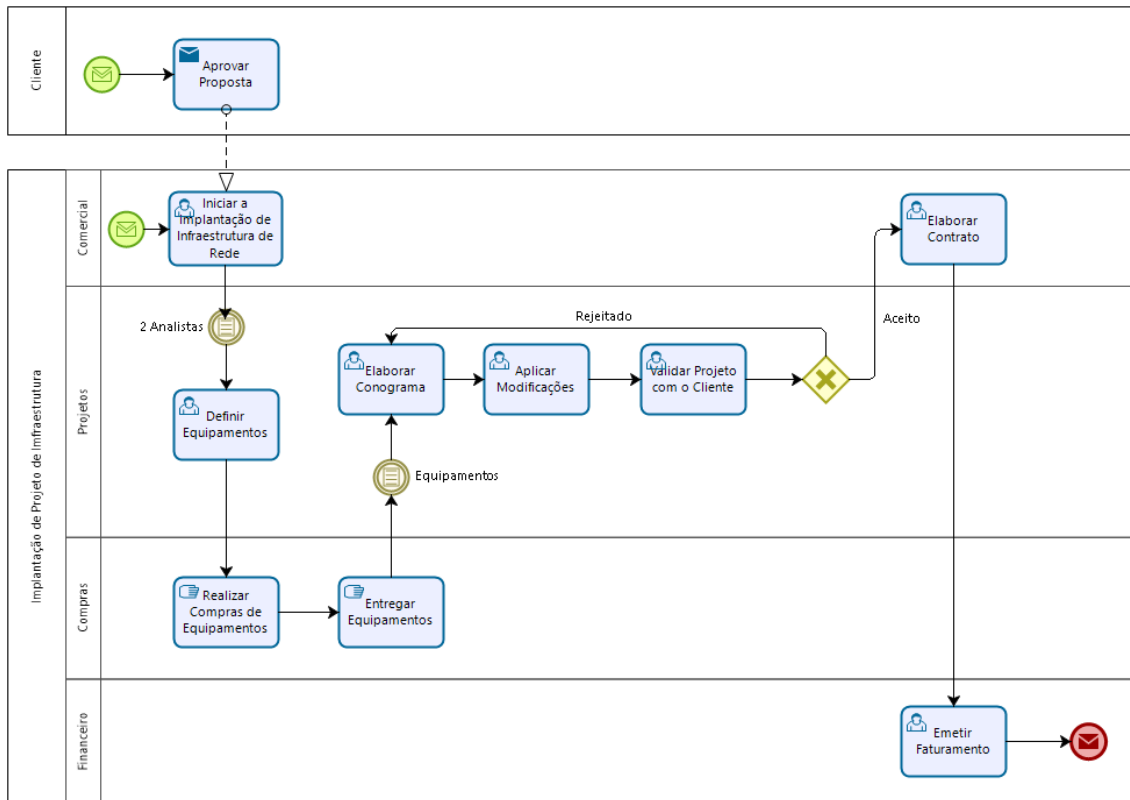 Cliente
Aprovar
Proposta
Implantação de Projeto de Imfraestrutura
Comercial
Iniciar a
Implantação de
Infraestrutura de
Rede
Elaborar
Contrato
Projetos
2 Analistas
Rejeitado
Aceito
Elaborar
Conograma
Aplicar
Modificações
Validar Projeto
com o Cliente
Definir
Equipamentos
Equipamentos
Compras
Realizar
Compras de
Equipamentos
Entregar
Equipamentos
Financeiro
Emetir
Faturamento